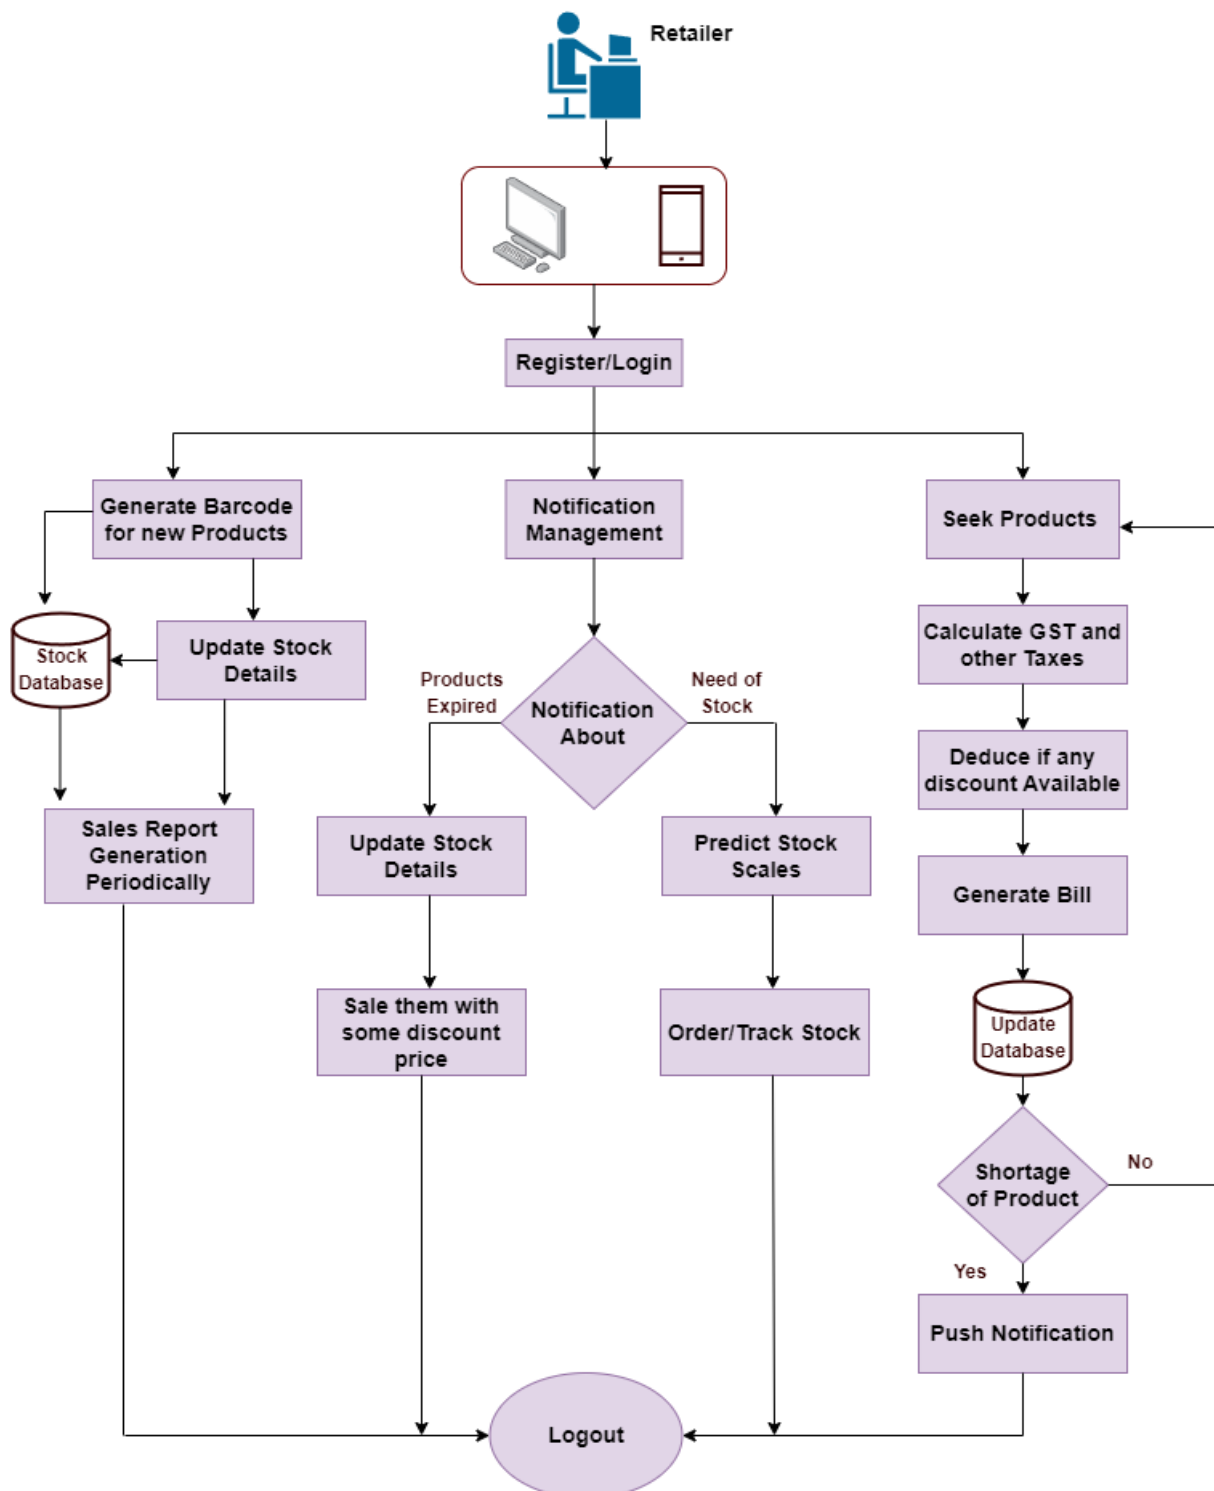 Retailer
Register/Login
Generate Barcode
for new Products
Notification
Management
Seek Products
Stock
Database
Update Stock
Details
Calculate GST and
other Taxes
Products
Expired
Need of
Stock
Notification
About
Deduce if any
discount Available
Sales Report
Generation
Periodically
Update Stock
Details
Predict Stock
Scales
Generate Bill
Sale them with
some discount
price
Order/Track Stock
Update
Database
Shortage
of Product
No
Yes
Push Notification
Logout